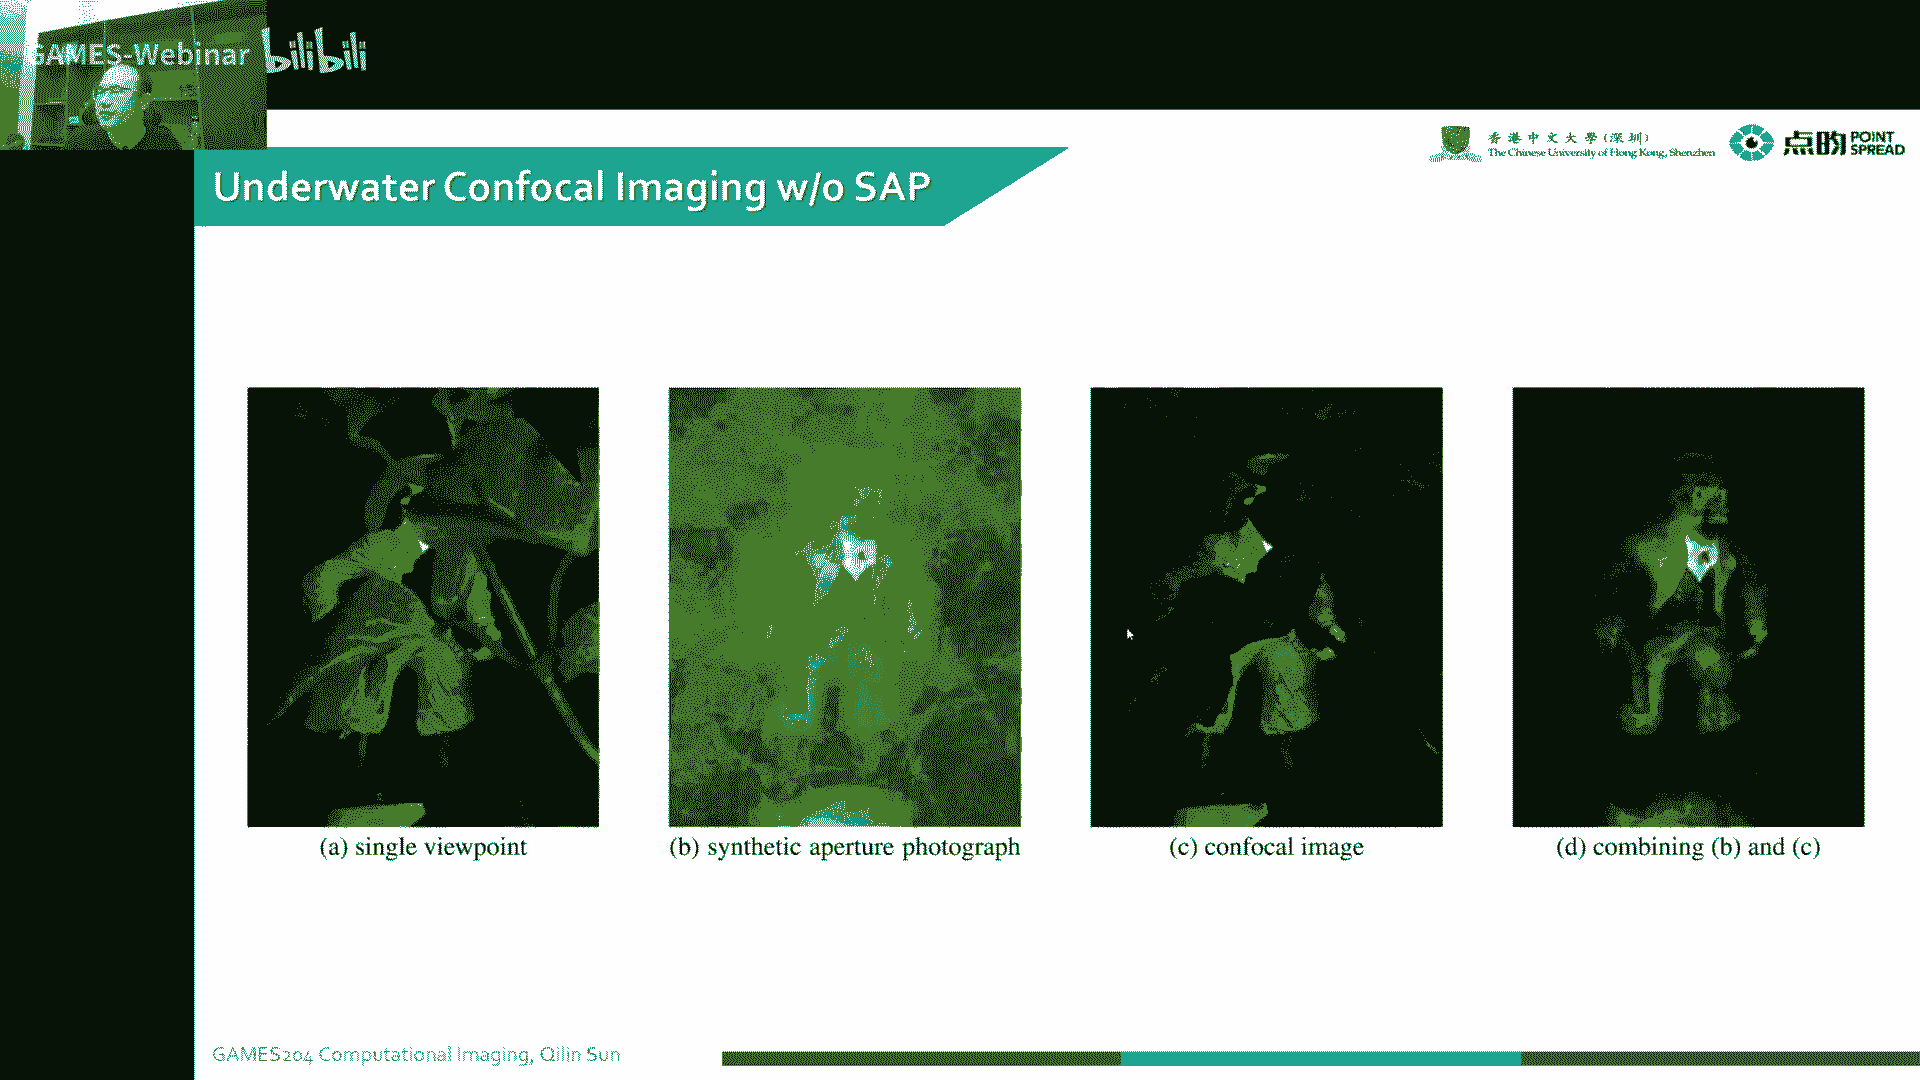 GAMES-Webinar bilibili
香港中文大學(深圳)
The Chinese University of Hong Kong, Shenzhen
点昀 POINT SPREAD
Underwater Confocal Imaging w/o SAP
(a) single viewpoint
(b) synthetic aperture photograph
(c) confocal image
(d) combining (b) and (c)
GAMES204 Computational Imaging, Qilin Sun